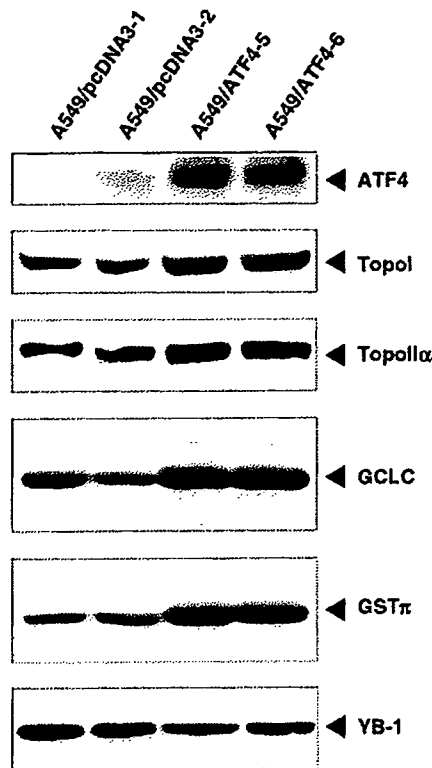 A549/pcDNA3-1
A549/pcDNA3-2
A549/ATF4-5
A549/ATF4-6
ATF4
TopoI
TopoIIα
GCLC
GSTπ
YB-1